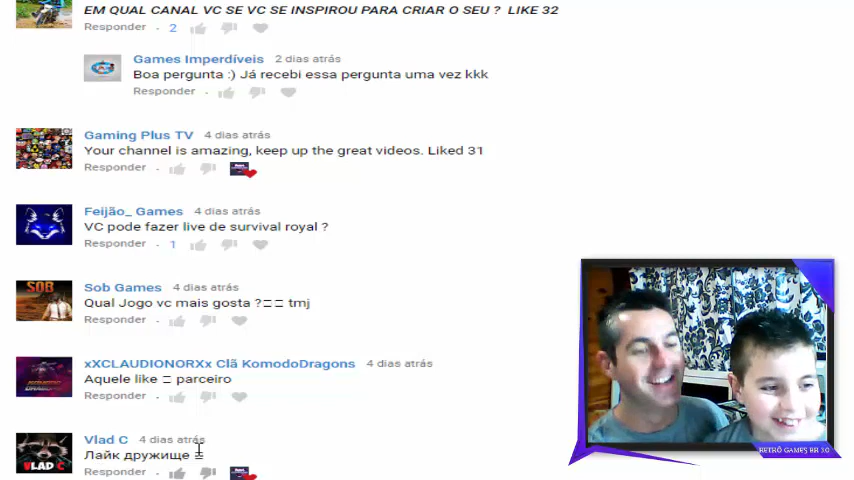 EM QUAL CANAL VC SE VC SE INSPIROU PARA CRIAR O SEU ? LIKE 32
Responder · 2
Games Imperdíveis 2 dias atrás
Boa pergunta :) Já recebi essa pergunta uma vez kkk
Responder ·
Gaming Plus TV 4 dias atrás
Your channel is amazing, keep up the great videos. Liked 31
Responder ·
Feijão_ Games 4 dias atrás
VC pode fazer live de survival royal ?
Responder · 1
SOB
Sob Games 4 dias atrás
Qual Jogo vc mais gosta ? tmj
Responder ·
xXCLAUDIONORXx Clã KomodoDragons 4 dias atrás
Aquele like parceiro
Responder ·
VLAD C
Vlad C 4 dias atrás
Лайк дружище
Responder ·
RETRÔ GAMES BR 3.0